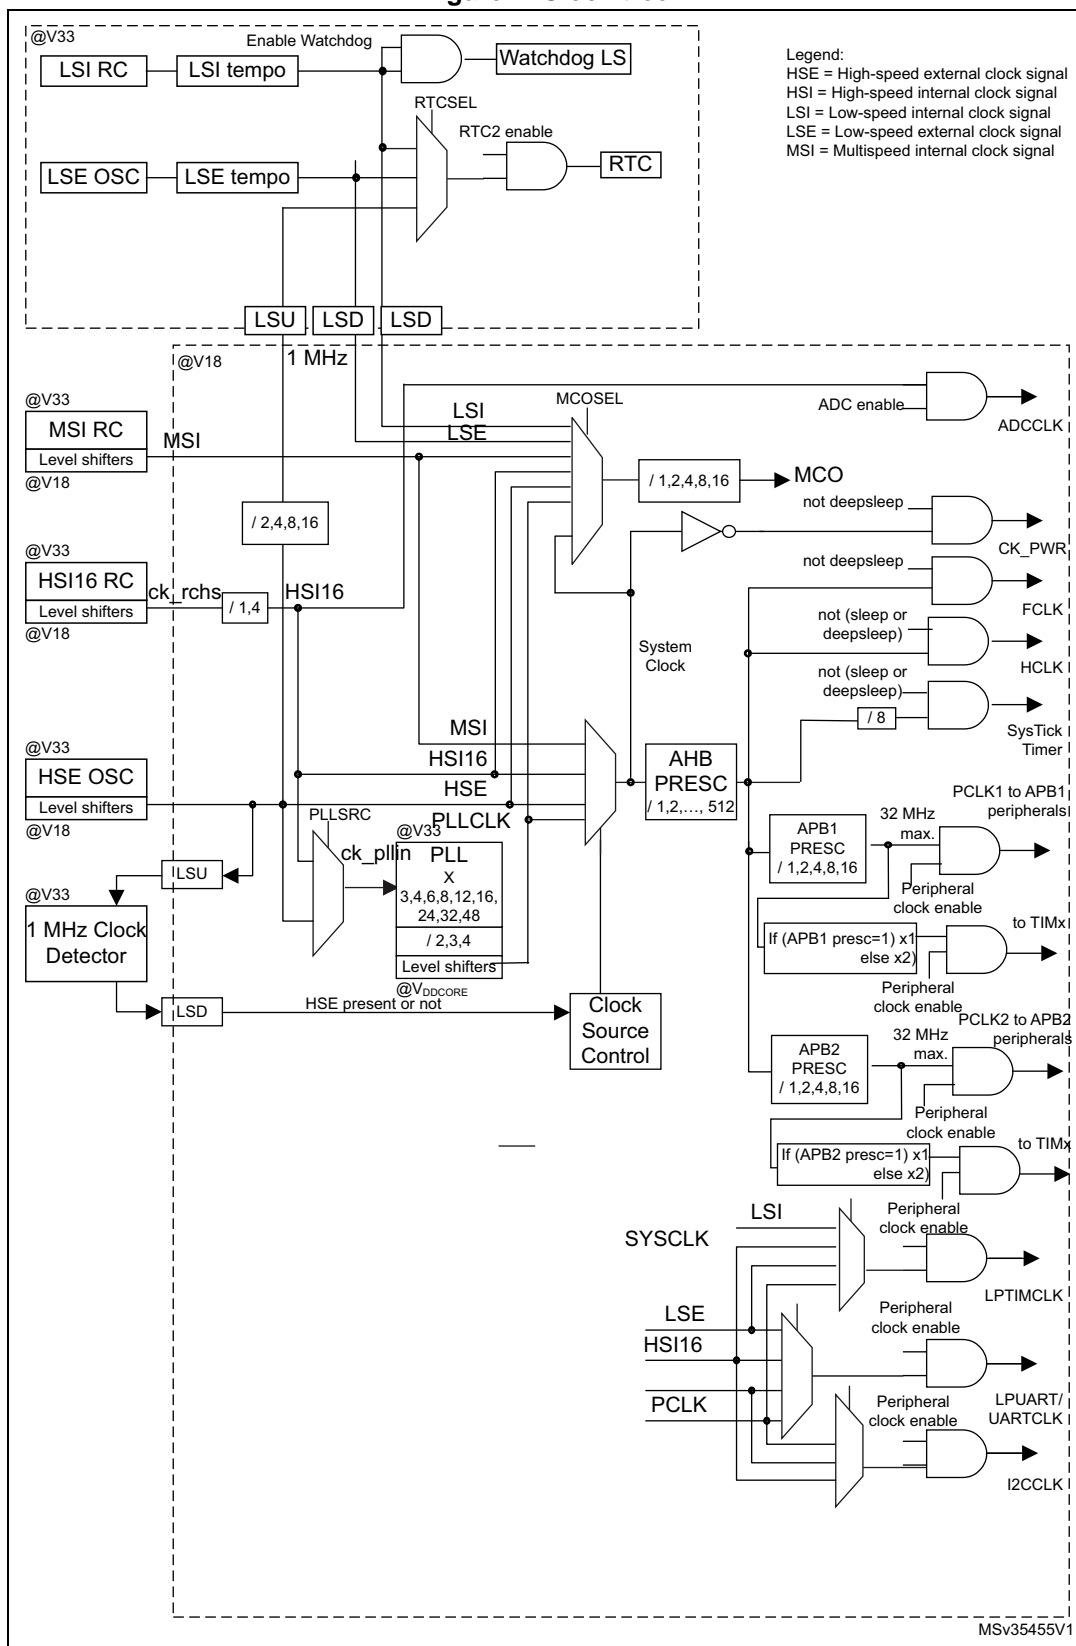 @V33
Enable Watchdog
LSI RC
LSI tempo
Watchdog LS
Legend:
HSE = High-speed external clock signal
HSI = High-speed internal clock signal
LSI = Low-speed internal clock signal
LSE = Low-speed external clock signal
MSI = Multispeed internal clock signal
RTCSEL
RTC2 enable
LSE OSC
LSE tempo
RTC
LSU
LSD
LSD
@V18
1 MHz
@V33
MSI RC
Level shifters
@V18
MSI
LSI
LSE
MCOSEL
ADC enable
ADCCLK
/ 1,2,4,8,16
MCO
/ 2,4,8,16
not deepsleep
CK_PWR
@V33
HSI16 RC
Level shifters
@V18
ck_rchs
/ 1,4
HSI16
not deepsleep
FCLK
not (sleep or
deepsleep)
HCLK
System
Clock
not (sleep or
deepsleep)
/ 8
SysTick
Timer
MSI
HSI16
HSE
PLLCLK
@V33
HSE OSC
Level shifters
@V18
AHB
PRESC
/ 1,2,…, 512
PLLSRC
ck_pllin
@V33
PLL
X
3,4,6,8,12,16,
24,32,48
/ 2,3,4
Level shifters
@VDDCORE
PCLK1 to APB1
peripherals
32 MHz
max.
APB1
PRESC
/ 1,2,4,8,16
Peripheral
clock enable
LSU
@V33
1 MHz Clock
Detector
If (APB1 presc=1) x1
else x2)
to TIMx
Peripheral
clock enable
LSD
HSE present or not
Clock
Source
Control
PCLK2 to APB2
peripherals
32 MHz
max.
APB2
PRESC
/ 1,2,4,8,16
Peripheral
clock enable
If (APB2 presc=1) x1
else x2)
to TIMx
Peripheral
clock enable
LSI
SYSCLK
LPTIMCLK
LSE
HSI16
PCLK
Peripheral
clock enable
LPUART/
UARTCLK
Peripheral
clock enable
I2CCLK
MSv35455V1